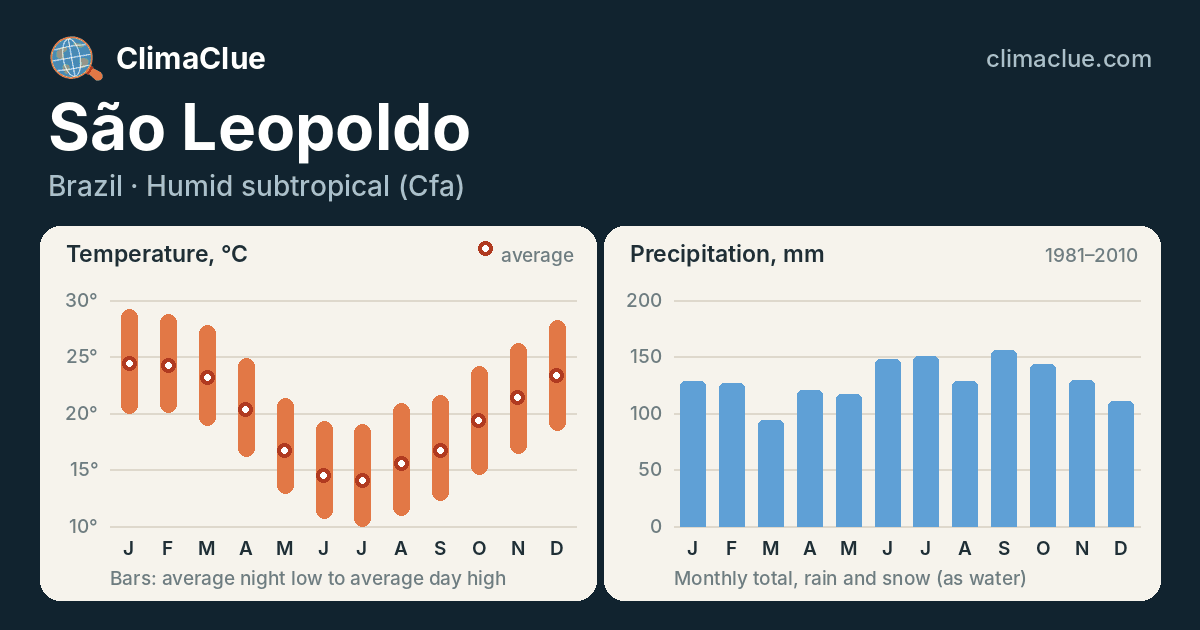 ClimaClue
climaclue.com
São Leopoldo
Brazil · Humid subtropical (Cfa)
Temperature, °C
average
30°
25°
20°
15°
10°
J F M A M J J A S O N D
Bars: average night low to average day high
Precipitation, mm
1981–2010
200
150
100
50
0
J F M A M J J A S O N D
Monthly total, rain and snow (as water)